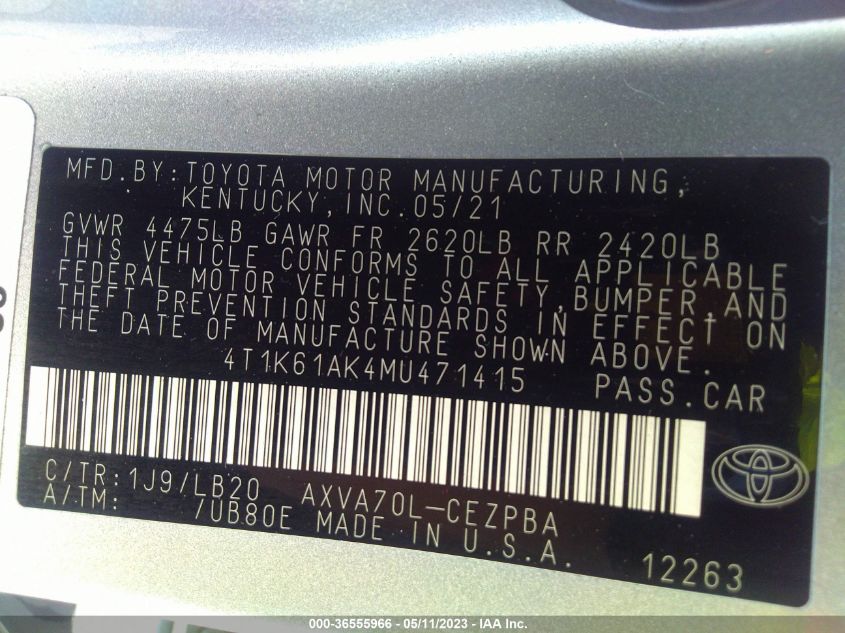 MFD.BY:TOYOTA MOTOR MANUFACTURING,
KENTUCKY,INC.05/21
GVWR 4475LB GAWR FR 2620LB RR 2420LB
THIS VEHICLE CONFORMS TO ALL APPLICABLE
FEDERAL MOTOR VEHICLE SAFETY,BUMPER,AND
THEFT PREVENTION STANDARDS IN EFFECT ON
THE DATE OF MANUFACTURE SHOWN ABOVE.
4T1K61AK4MU471415 PASS.CAR
C/TR:1J9/LB20 AXVA70L-CEZPBA
A/TM: /UB80E MADE IN U.S.A.
12263
000-36555966 - 05/11/2023 - IAA Inc.